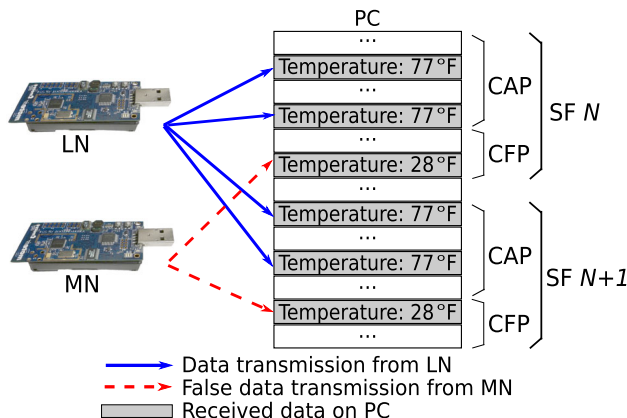 PC
...
Temperature: 77°F
...
Temperature: 77°F
...
Temperature: 28°F
...
Temperature: 77°F
...
Temperature: 77°F
...
Temperature: 28°F
...
CAP
CFP
SF N
CAP
CFP
SF N+1
LN
MN
Data transmission from LN
False data transmission from MN
Received data on PC